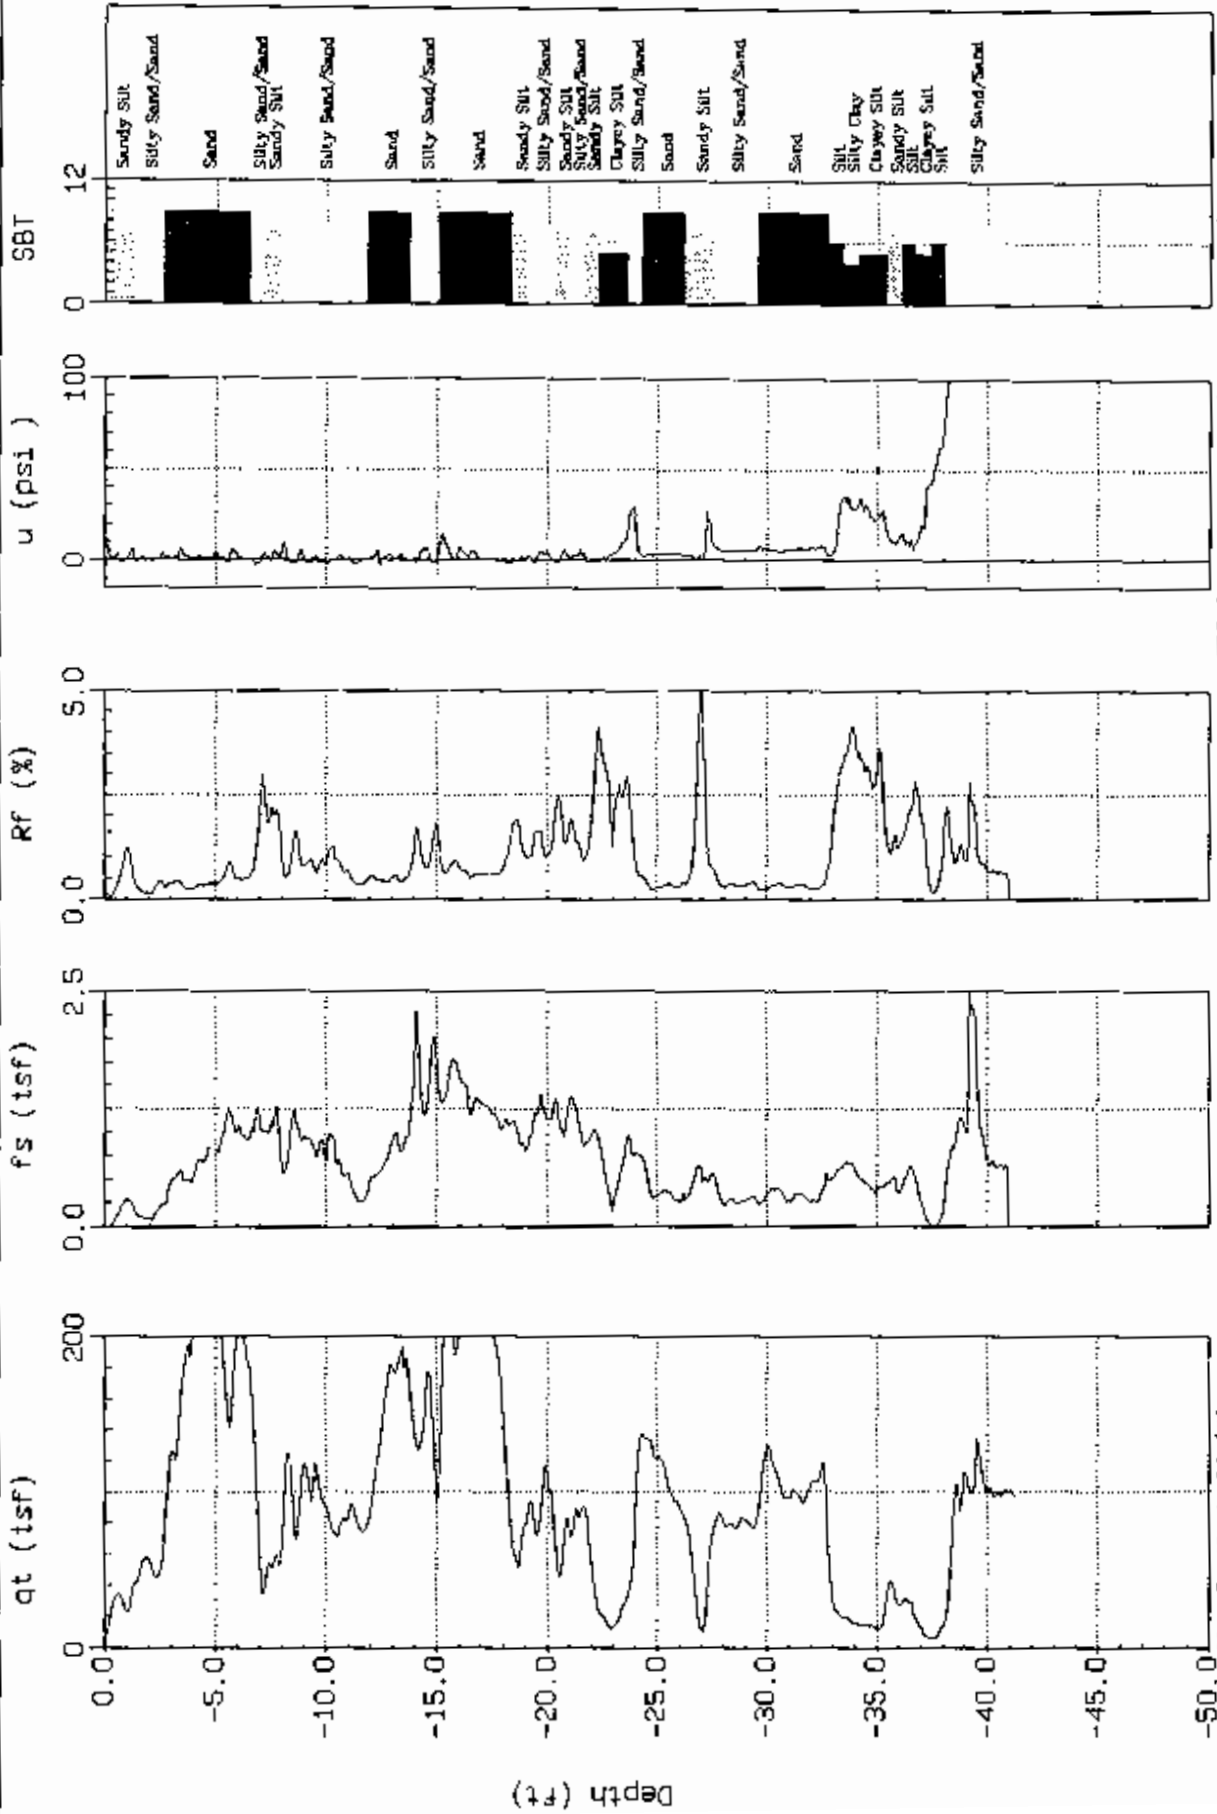 qt (tsf)
fs (tsf)
Rf (%)
u (psi )
SBT
0
200
0.0
2.5
0.0
5.0
0
100
0
12
Depth (ft)
0.0
-5.0
-10.0
-15.0
-20.0
-25.0
-30.0
-35.0
-40.0
-45.0
-50.0
Sandy Silt
Silty Sand/Sand
Sand
Silty Sand/Sand
Sandy Silt
Silty Sand/Sand
Sand
Silty Sand/Sand
Sand
Sandy Silt
Silty Sand/Sand
Sandy Silt
Silty Sand/Sand
Sandy Silt
Clayey Silt
Silty Sand/Sand
Sand
Sandy Silt
Silty Sand/Sand
Sand
Silt
Silty Clay
Clayey Silt
Sandy Silt
Silt
Clayey Silt
Silt
Silty Sand/Sand